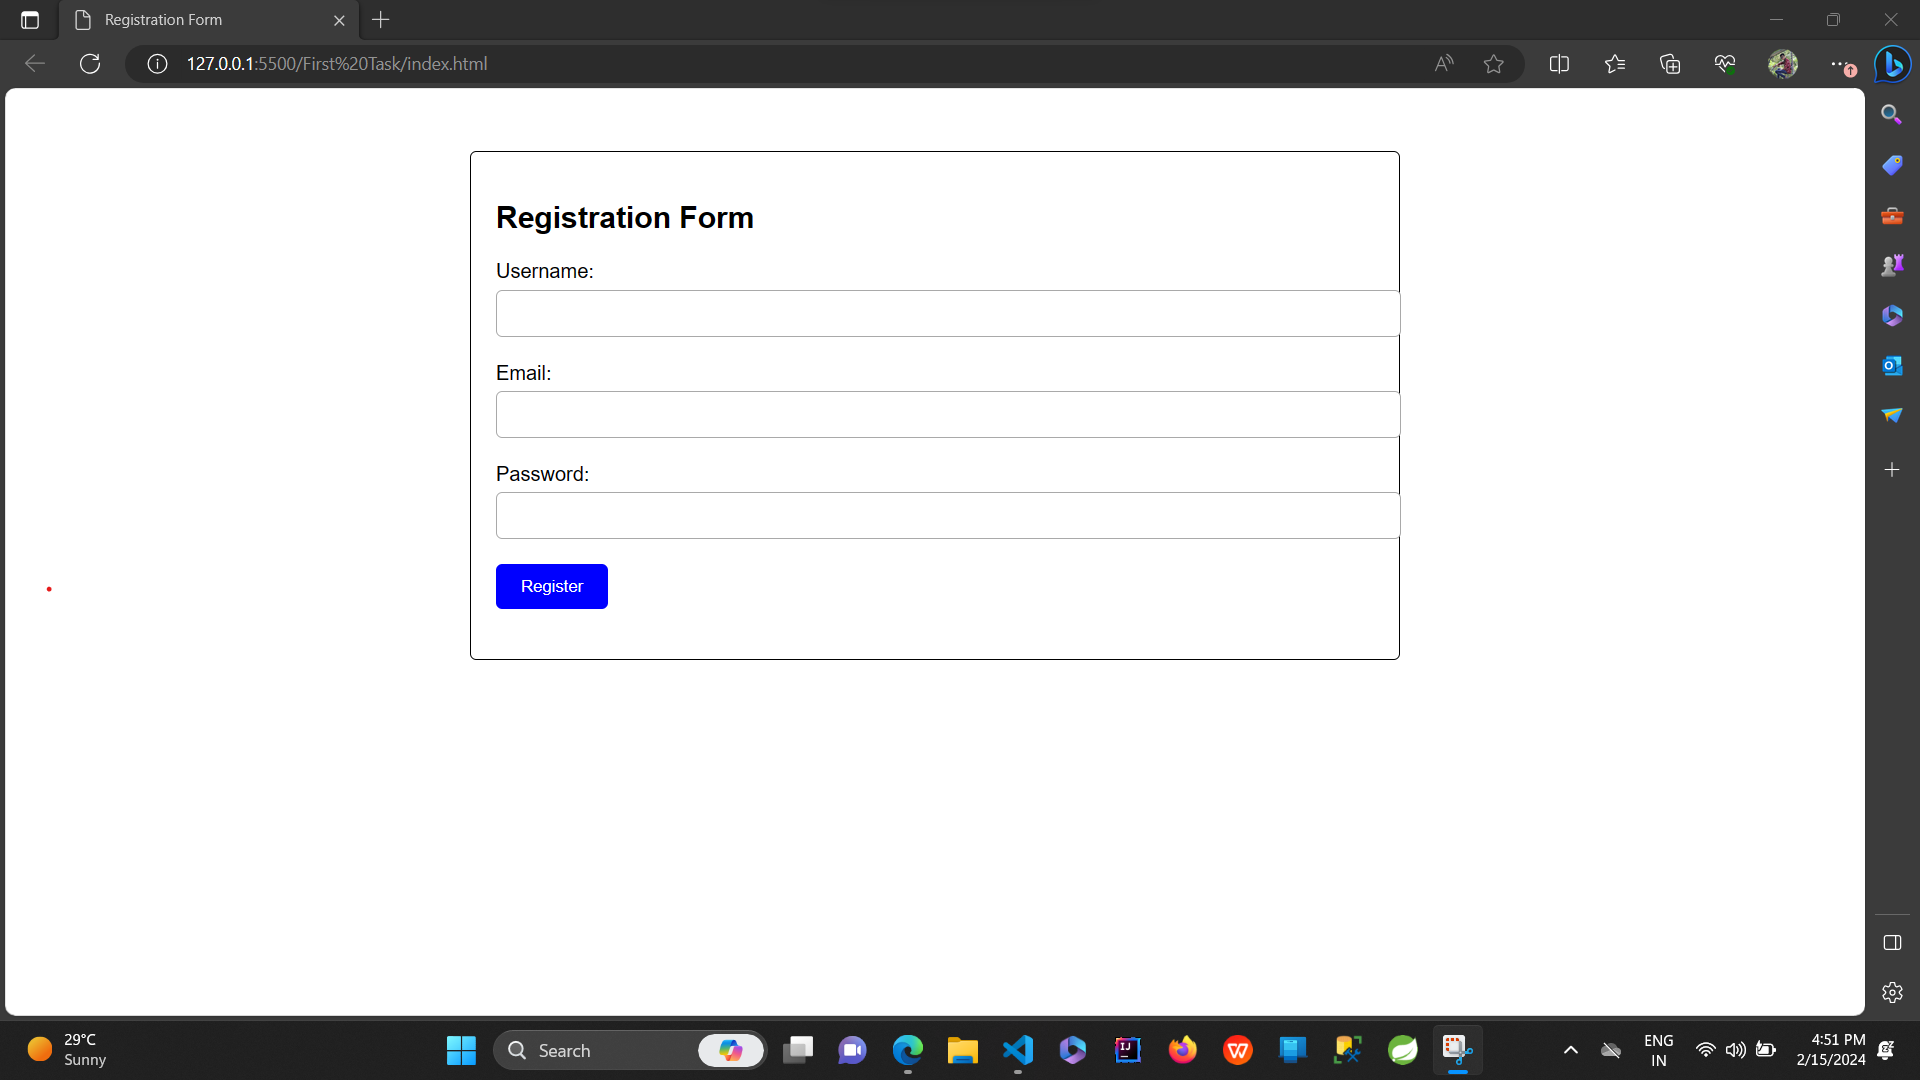 Registration Form
127.0.0.1:5500/First%20Task/index.html
Registration Form
Username:
Email:
Password:
Register
29°C
Sunny
Search
ENG
IN
4:51 PM
2/15/2024